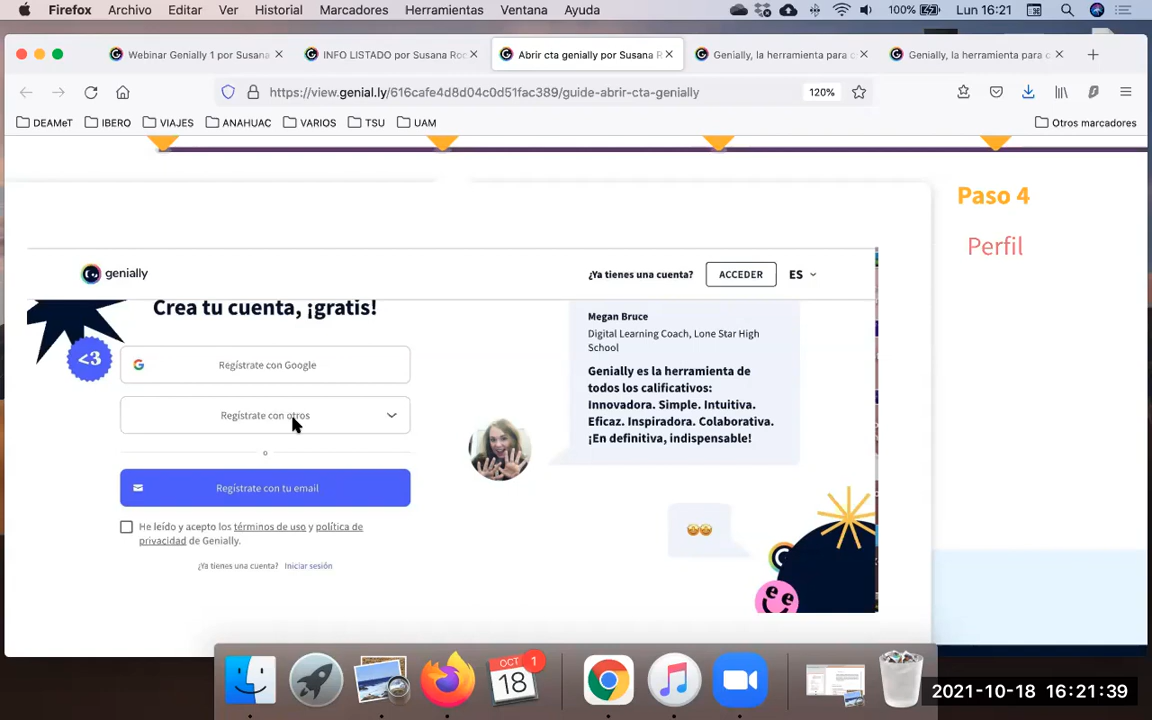 Firefox Archivo Editar Ver Historial Marcadores Herramientas Ventana Ayuda 100% Lun 16:21
Webinar Genially 1 por Susana INFO LISTADO por Susana Ro Abrir cta genially por Susana R Genially, la herramienta para c Genially, la herramienta para c
https://view.genial.ly/616cafe4d8d04c0d51fac389/guide-abrir-cta-genially 120%
DEAMeT IBERO VIAJES ANAHUAC VARIOS TSU UAM Otros marcadores
Paso 4
Perfil
genially ¿Ya tienes una cuenta? ACCEDER ES
Crea tu cuenta, ¡gratis!
<3
Regístrate con Google
Regístrate con otros
o
Regístrate con tu email
He leído y acepto los términos de uso y política de
privacidad de Genially.
¿Ya tienes una cuenta? Iniciar sesión
Megan Bruce
Digital Learning Coach, Lone Star High
School
Genially es la herramienta de
todos los calificativos:
Innovadora. Simple. Intuitiva.
Eficaz. Inspiradora. Colaborativa.
¡En definitiva, indispensable!
OCT 1
18
2021-10-18 16:21:39